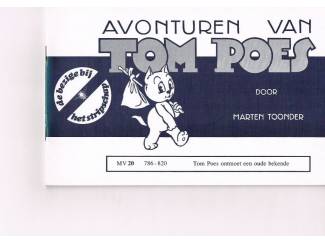 AVONTUREN VAN
TOM POES
de bezige bij
het stripschap
DOOR
MARTEN TOONDER
MV 20 786-820 Tom Poes ontmoet een oude bekende